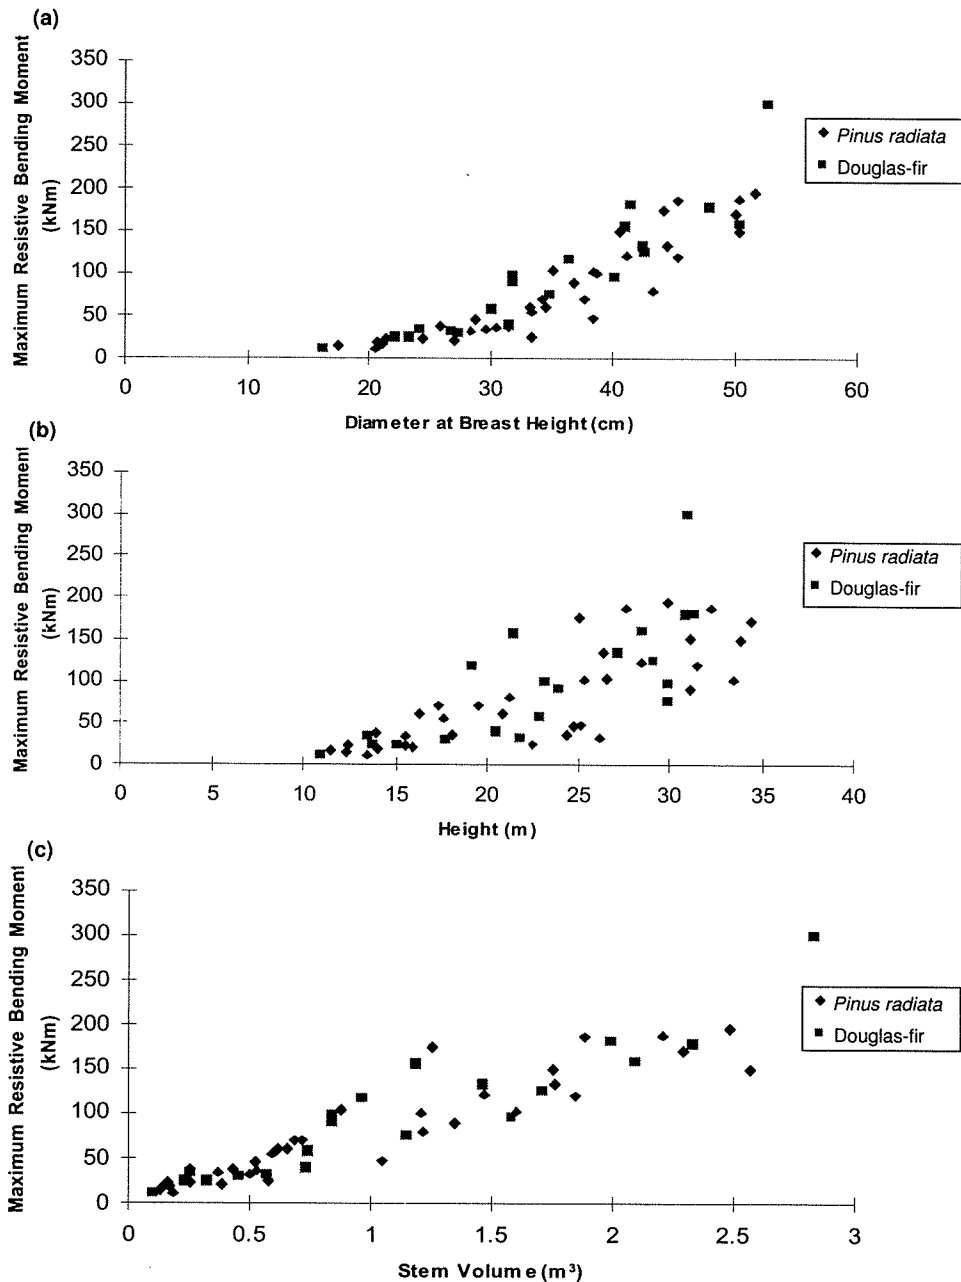 (a)
Maximum Resistive Bending Moment
(kNm)
350
300
250
200
150
100
50
0
0 10 20 30 40 50 60
Diameter at Breast Height (cm)
Pinus radiata
Douglas-fir
(b)
Maximum Resistive Bending Moment
(kNm)
350
300
250
200
150
100
50
0
0 5 10 15 20 25 30 35 40
Height (m)
Pinus radiata
Douglas-fir
(c)
Maximum Resistive Bending Moment
(kNm)
350
300
250
200
150
100
50
0
0 0.5 1 1.5 2 2.5 3
Stem Volume (m³)
Pinus radiata
Douglas-fir